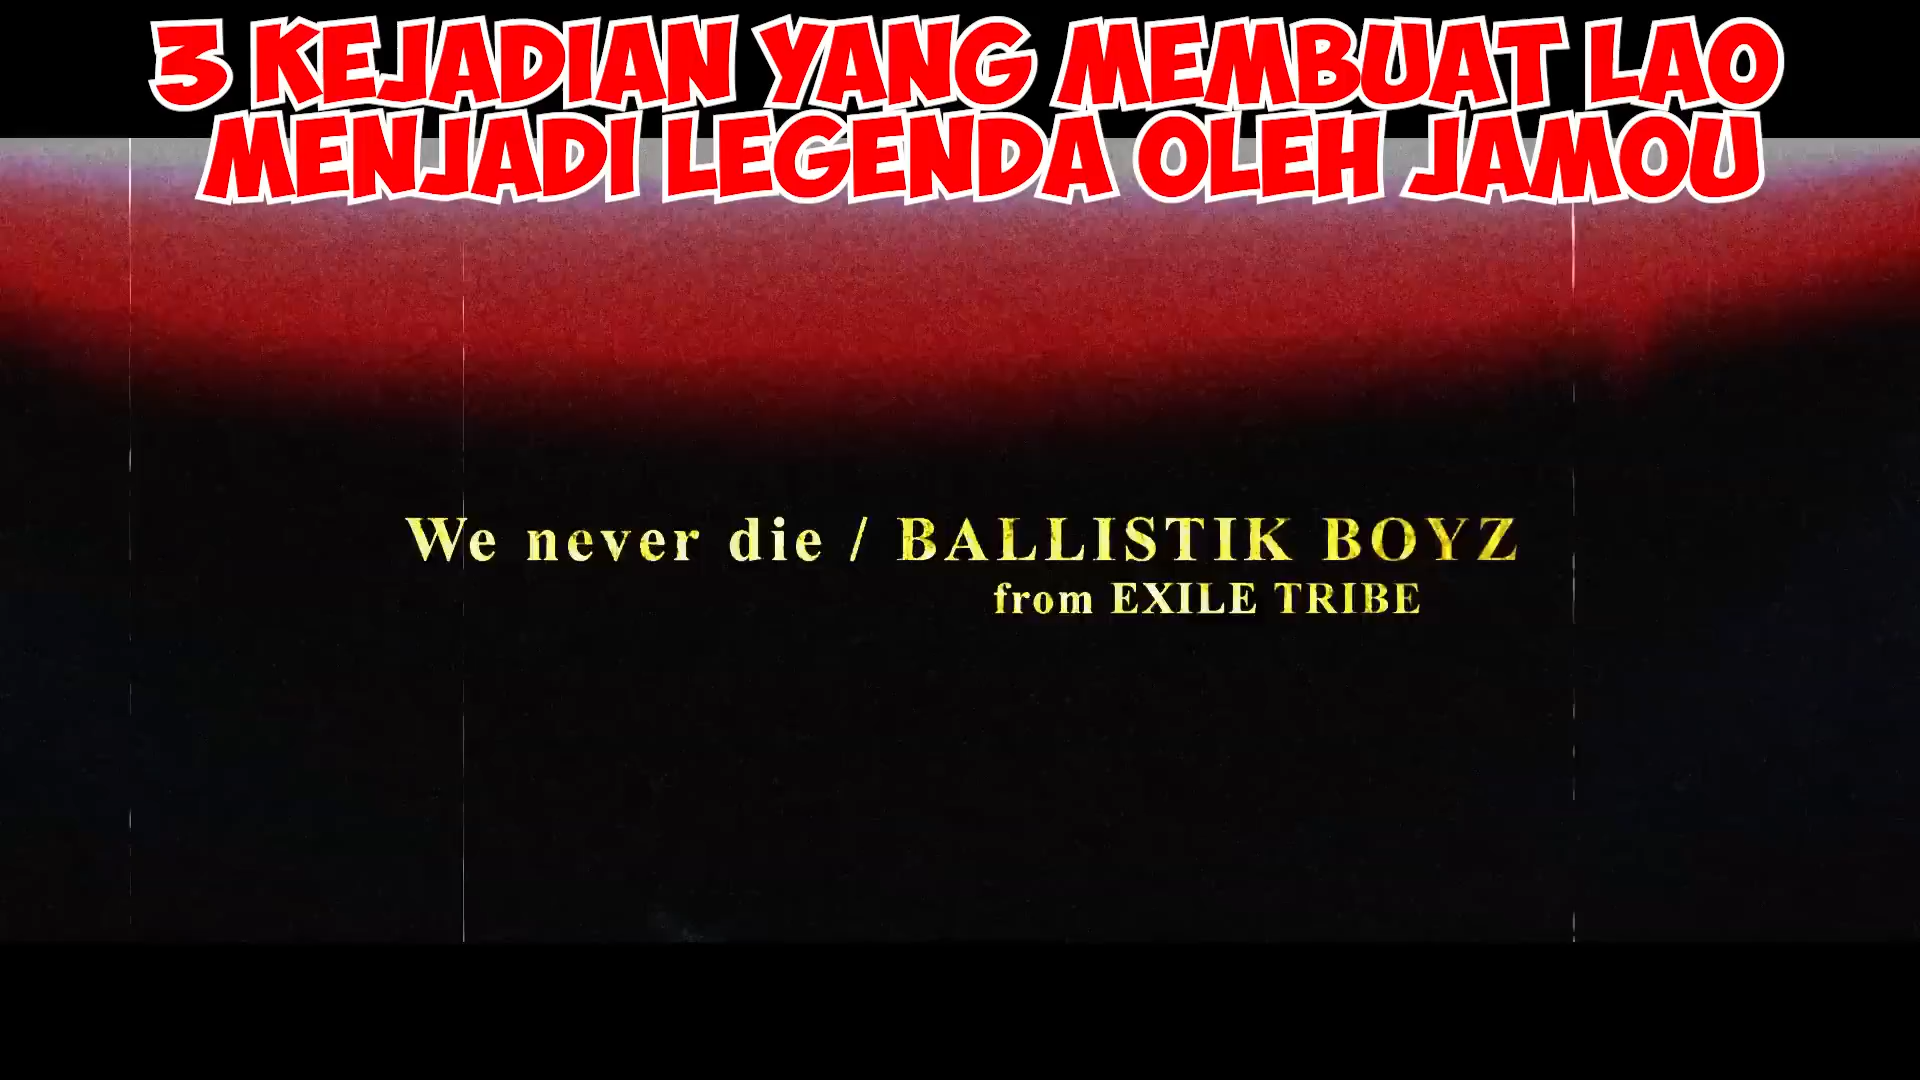 3 KEJADIAN YANG MEMBUAT LAO
MENJADI LEGENDA OLEH JAMOU
We never die / BALLISTIK BOYZ
from EXILE TRIBE